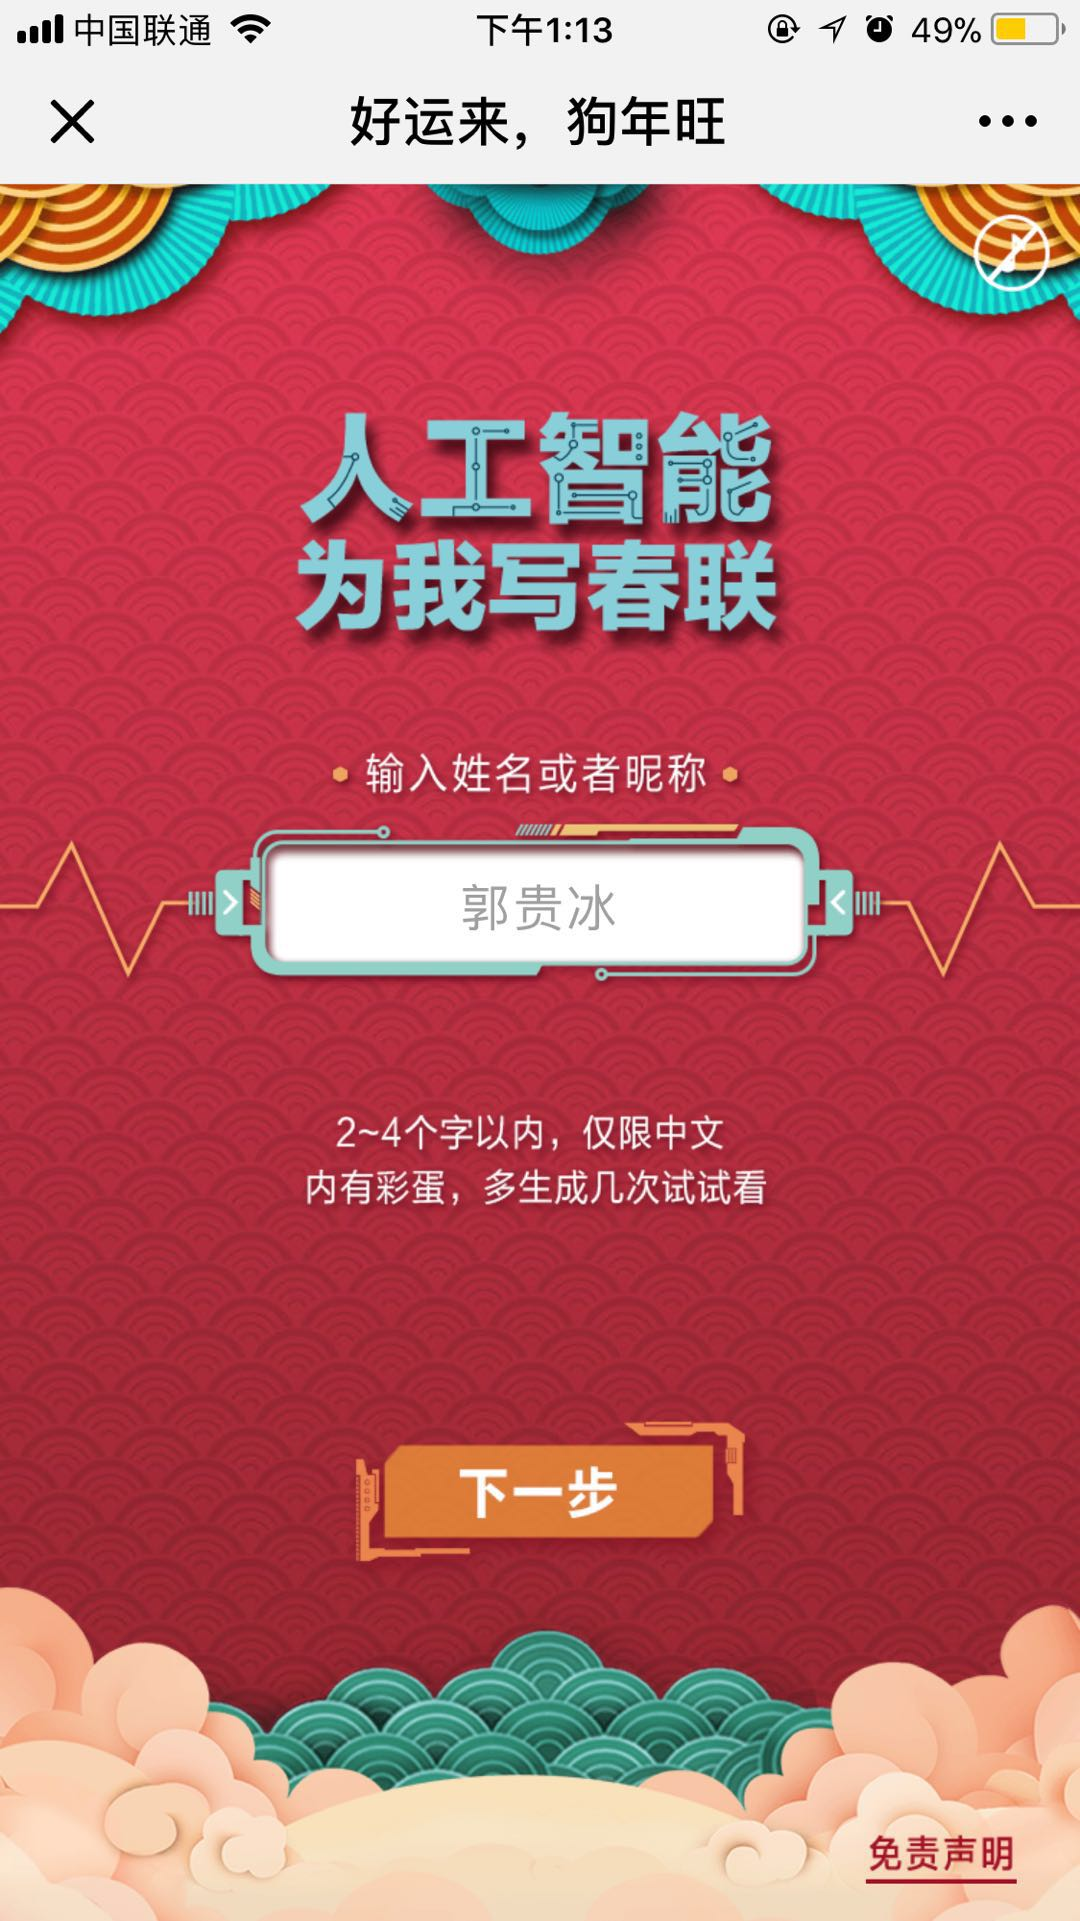 中国联通 下午1:13 49%
好运来，狗年旺
人工智能
为我写春联
输入姓名或者昵称
郭贵冰
2~4个字以内，仅限中文
内有彩蛋，多生成几次试试看
下一步
免责声明